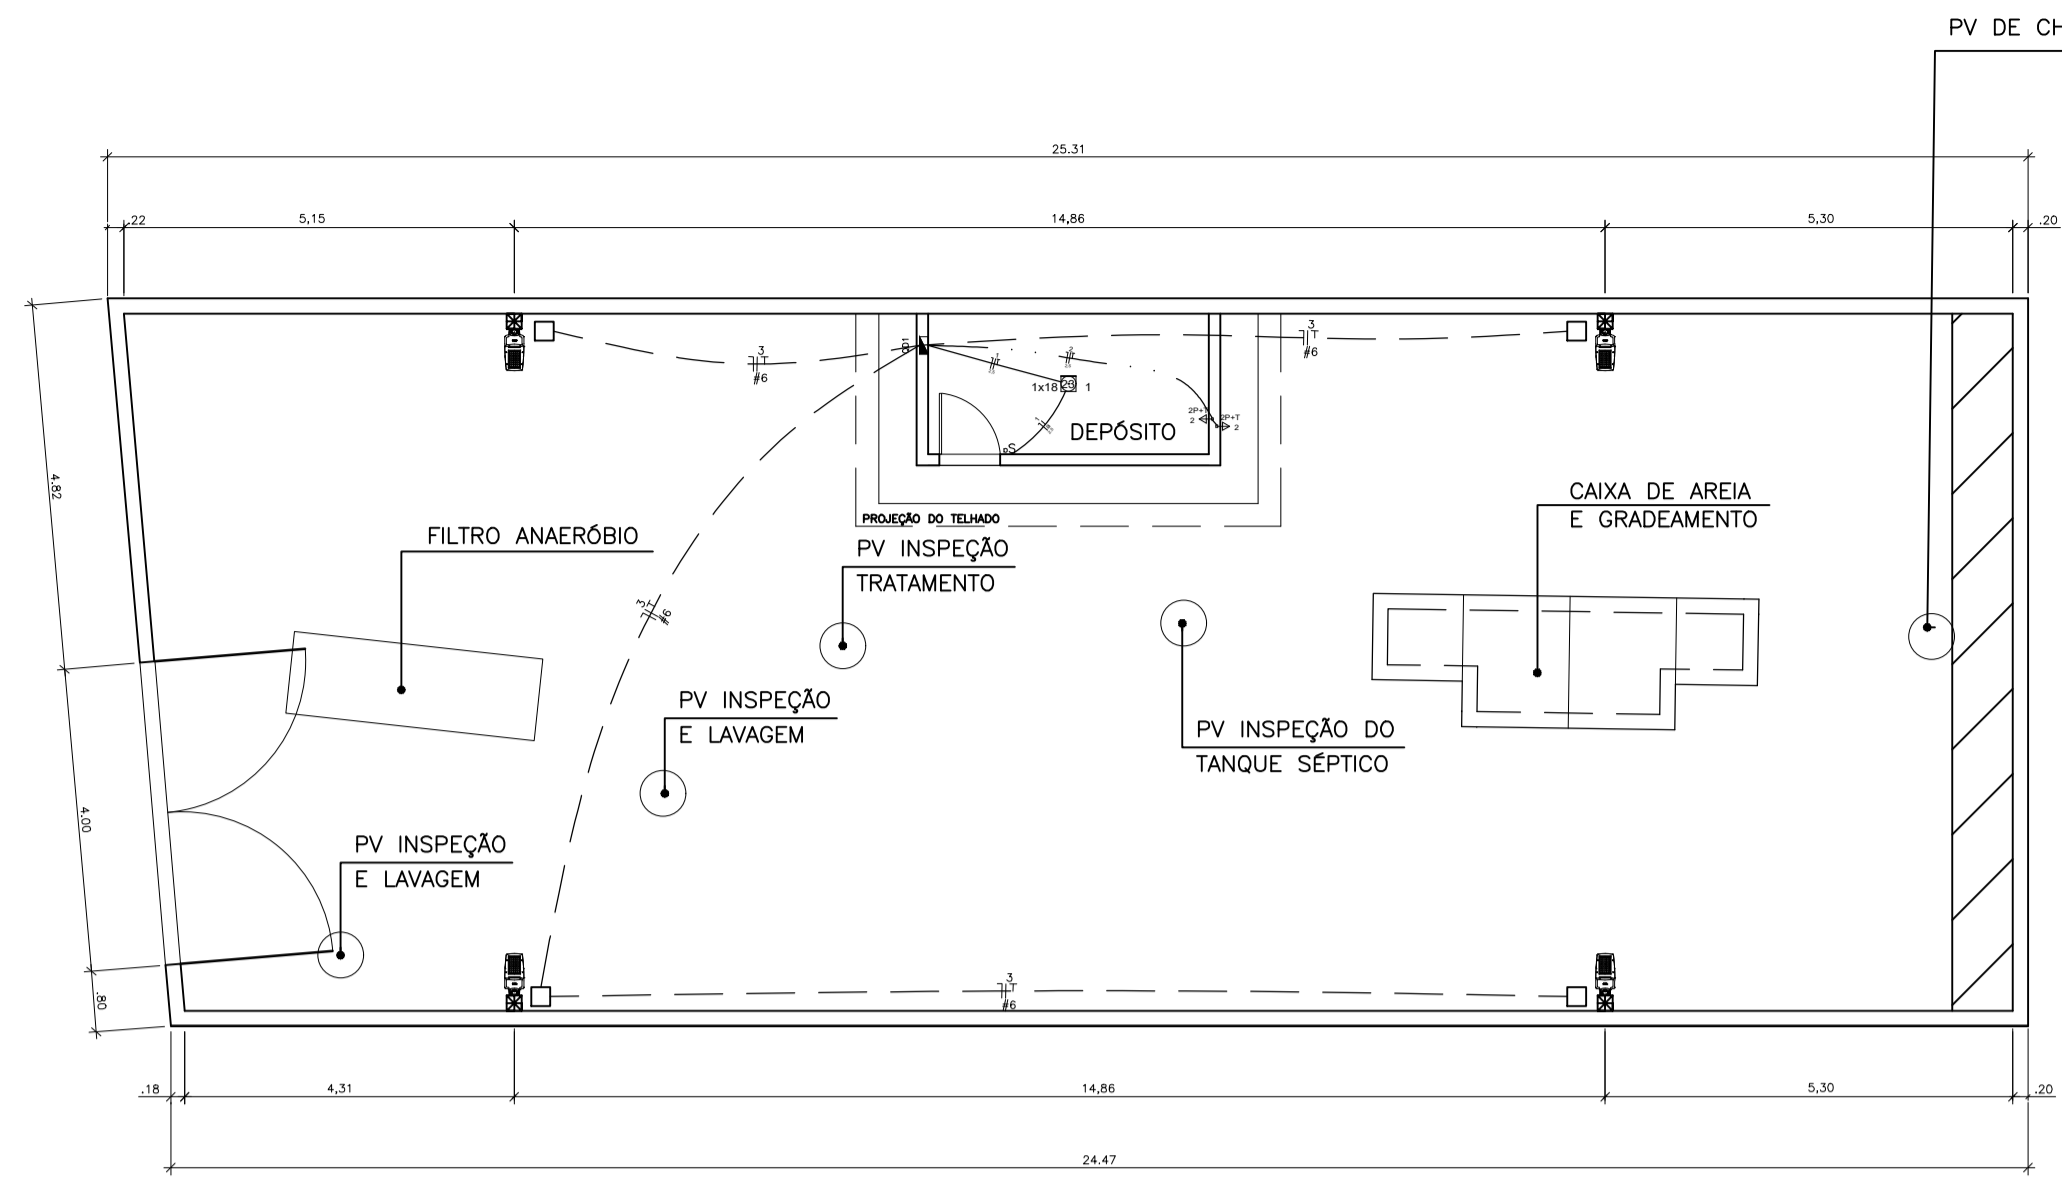 PV DE CH
25.31
.22
5,15
14,86
5,30
.20
3
T
#6
3
T
#6
QD1
1x18
23
1
2P+T
2
2P+T
2
DEPÓSITO
S
4.82
CAIXA DE AREIA
E GRADEAMENTO
PROJEÇÃO DO TELHADO
FILTRO ANAERÓBIO
PV INSPEÇÃO
TRATAMENTO
3
T
#6
PV INSPEÇÃO
E LAVAGEM
PV INSPEÇÃO DO
TANQUE SÉPTICO
4.00
PV INSPEÇÃO
E LAVAGEM
3
T
#6
.80
.18
4,31
14,86
5,30
.20
24.47